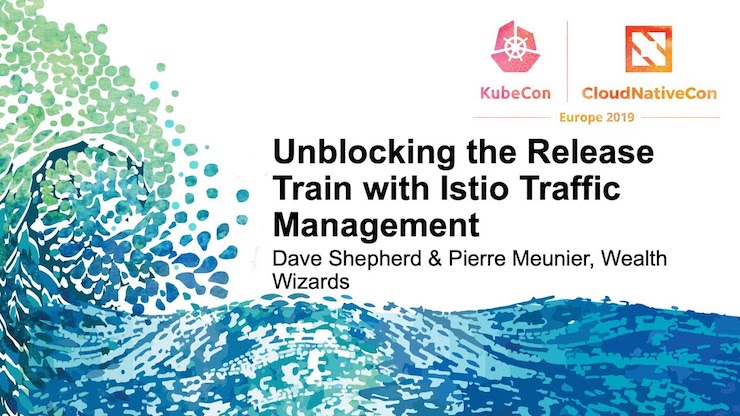 KubeCon CloudNativeCon
Europe 2019
Unblocking the Release
Train with Istio Traffic
Management
Dave Shepherd & Pierre Meunier, Wealth
Wizards